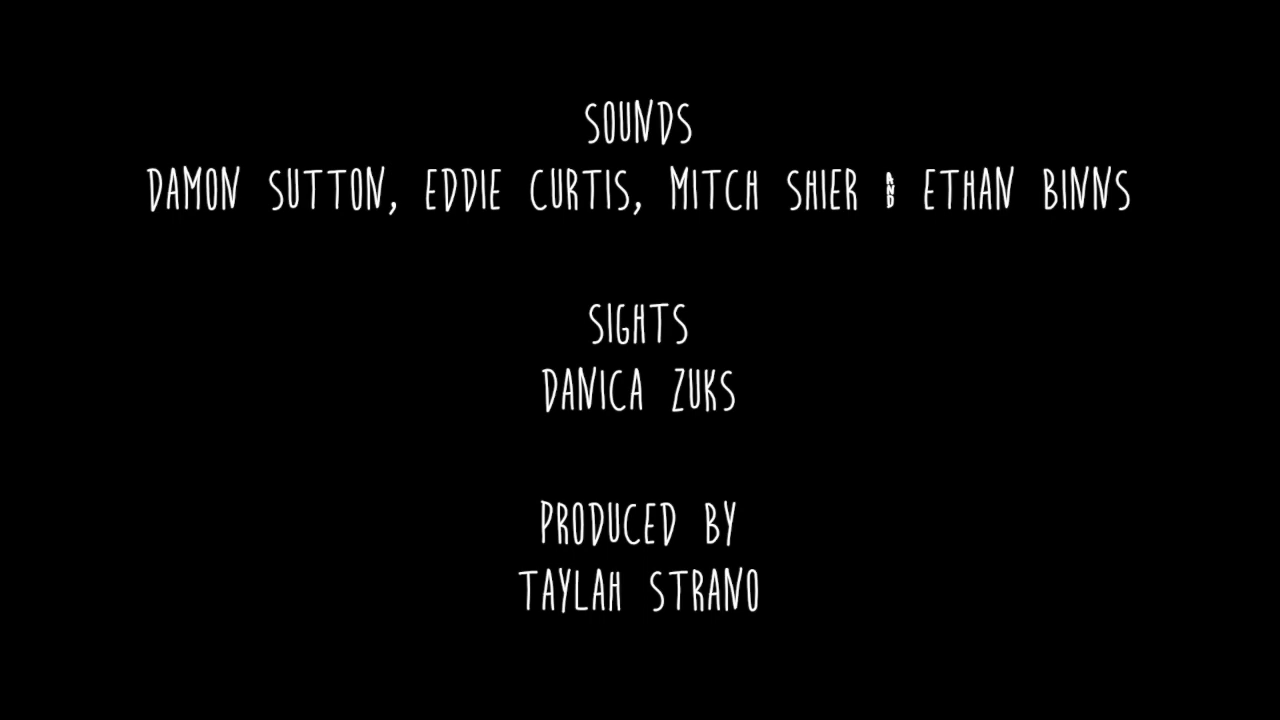 SOUNDS
DAMON SUTTON, EDDIE CURTIS, MITCH SHIER AND ETHAN BINNS
SIGHTS
DANICA ZUKS
PRODUCED BY
TAYLAH STRANO